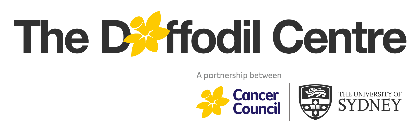 The Daffodil Centre
A partnership between
Cancer Council
THE UNIVERSITY OF SYDNEY